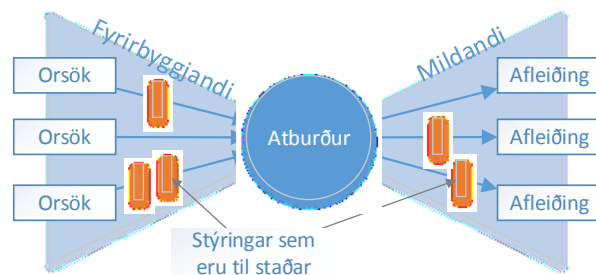 Fyrirbyggjandi
Mildandi
Orsök
Orsök
Orsök
Atburður
Afleiðing
Afleiðing
Afleiðing
Stýringar sem
eru til staðar